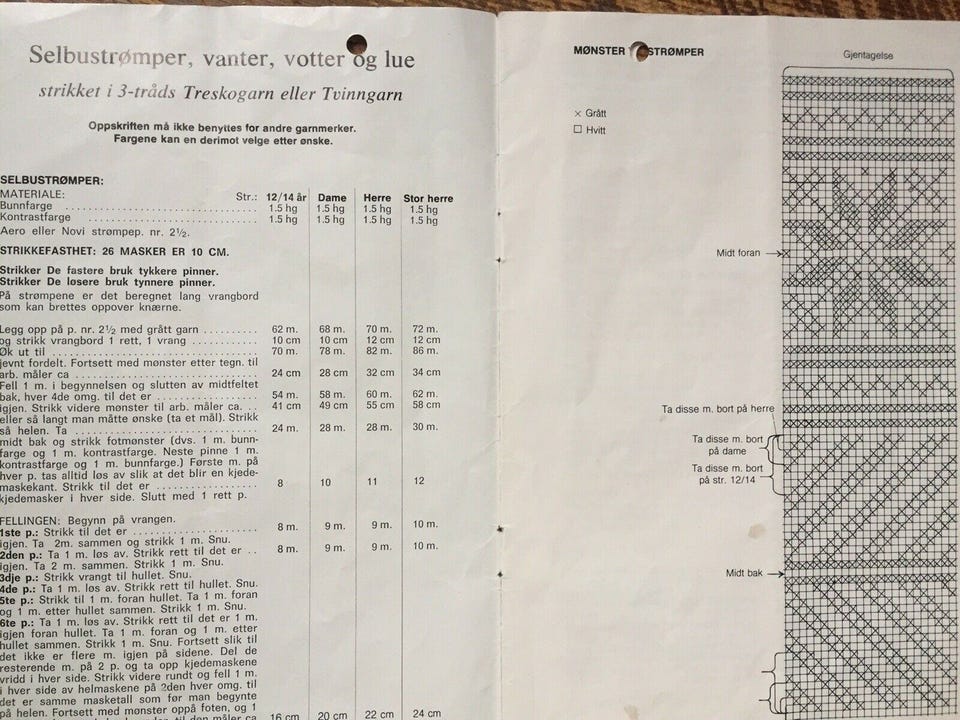 Selbustrømper, vanter, votter og lue
strikket i 3-tråds Treskogarn eller Tvinngarn
Oppskriften må ikke benyttes for andre garnmerker.
Fargene kan en derimot velge etter ønske.
SELBUSTRØMPER:
MATERIALE: Str.: 12/14 år Dame Herre Stor herre
Bunnfarge 1.5 hg 1.5 hg 1.5 hg 1.5 hg
Kontrastfarge 1.5 hg 1.5 hg 1.5 hg 1.5 hg
Aero eller Novi strømpep. nr. 2½.
STRIKKEFASTHET: 26 MASKER ER 10 CM.
Strikker De fastere bruk tykkere pinner.
Strikker De løsere bruk tynnere pinner.
På strømpene er det beregnet lang vrangbord
som kan brettes oppover knærne.
Legg opp på p. nr. 2½ med grått garn 62 m. 68 m. 70 m. 72 m.
og strikk vrangbord 1 rett, 1 vrang 10 cm 10 cm 12 cm 12 cm
Øk ut til 70 m. 78 m. 82 m. 86 m.
jevnt fordelt. Fortsett med mønster etter tegn. til
arb. måler ca 24 cm 28 cm 32 cm 34 cm
Fell 1 m. i begynnelsen og slutten av midtfeltet
bak, hver 4de omg. til det er 54 m. 58 m. 60 m. 62 m.
igjen. Strikk videre mønster til arb. måler ca. 41 cm 49 cm 55 cm 58 cm
eller så langt man måtte ønske (ta et mål). Strikk
så helen. Ta 24 m. 28 m. 28 m. 30 m.
midt bak og strikk fotmønster (dvs. 1 m. bunn-
farge og 1 m. kontrastfarge. Neste pinne 1 m.
kontrastfarge og 1 m. bunnfarge.) Første m. på
hver p. tas alltid løs av slik at det blir en kjede-
maskekant. Strikk til det er 8 10 11 12
kjedemasker i hver side. Slutt med 1 rett p.
FELLINGEN: Begynn på vrangen.
1ste p.: Strikk til det er 8 m. 9 m. 9 m. 10 m.
igjen. Ta 2m. sammen og strikk 1 m. Snu.
2den p.: Ta 1 m. løs av. Strikk rett til det er 8 m. 9 m. 9 m. 10 m.
igjen. Ta 2 m. sammen. Strikk 1 m. Snu.
3dje p.: Strikk vrangt til hullet. Snu.
4de p.: Ta 1 m. løs av. Strikk rett til hullet. Snu.
5te p.: Strikk til 1 m. foran hullet. Ta 1 m. foran
og 1 m. etter hullet sammen. Strikk 1 m. Snu.
6te p.: Ta 1 m. løs av. Strikk rett til det er 1 m.
igjen foran hullet. Ta 1 m. foran og 1 m. etter
hullet sammen. Strikk 1 m. Snu. Fortsett slik til
det ikke er flere m. igjen på sidene. Del de
resterende m. på 2 p. og ta opp kjedemaskene
vridd i hver side. Strikk videre rundt og fell 1 m.
i hver side av helmaskene på 2den hver omg. til
det er samme masketall som før man begynte
på helen. Fortsett med mønster oppå foten, og 1
16 cm 20 cm 22 cm 24 cm
MØNSTER STRØMPER
× Grått
□ Hvitt
Gjentagelse
Midt foran
Ta disse m. bort på herre
Ta disse m. bort
på dame
Ta disse m. bort
på str. 12/14
Midt bak